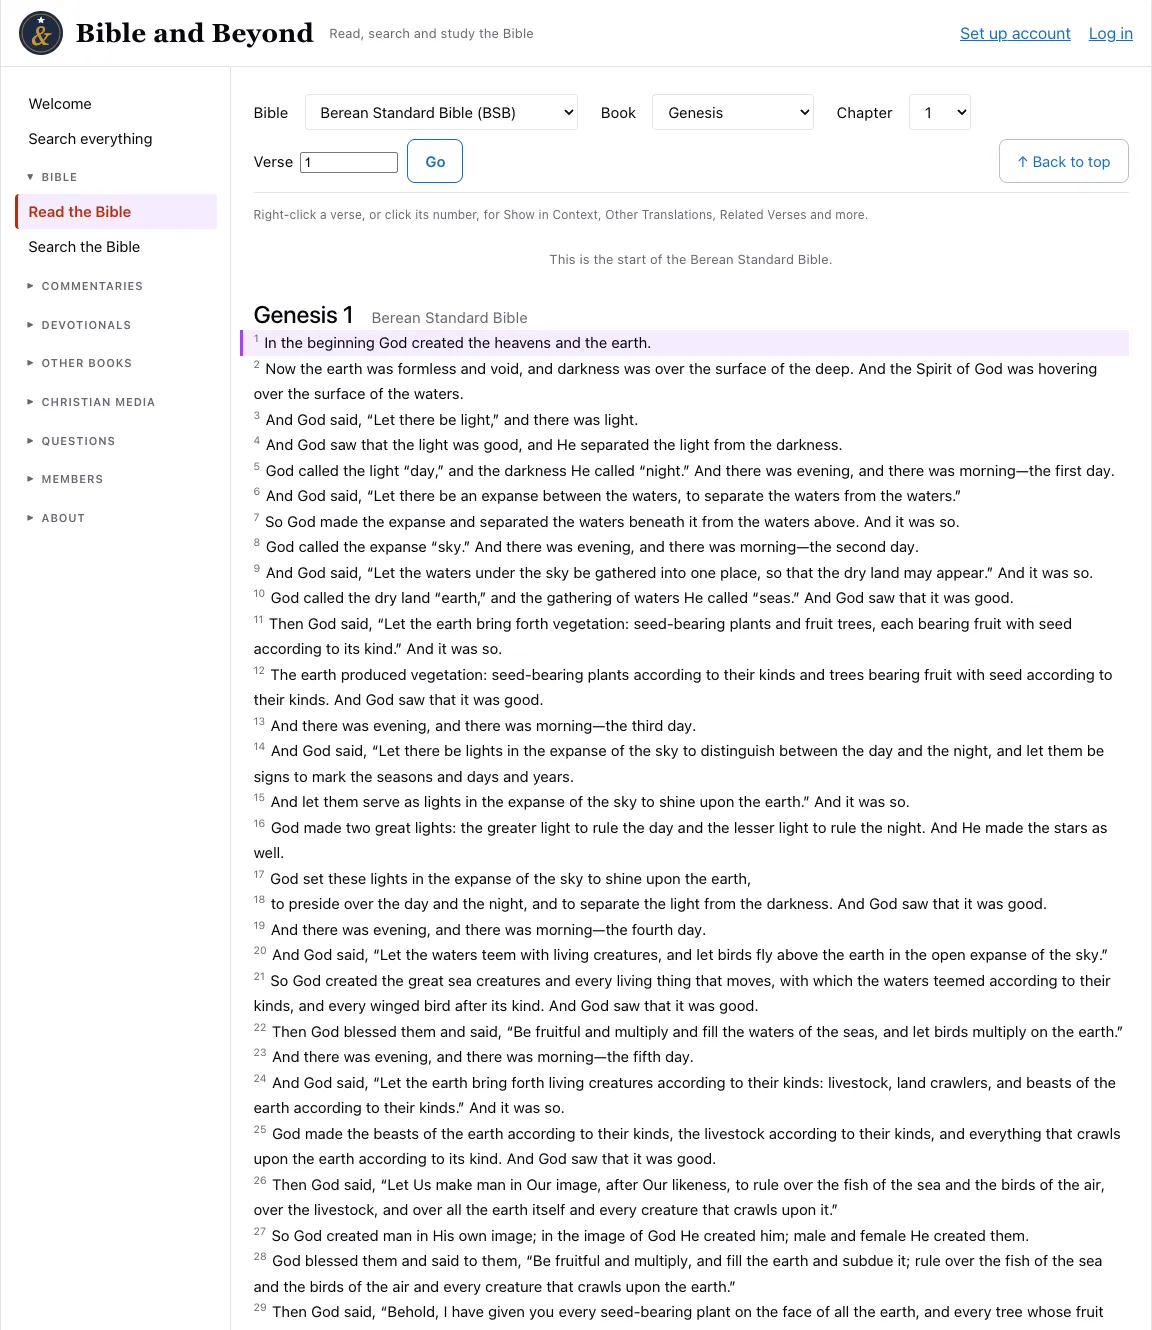 &
Bible and Beyond
Read, search and study the Bible
Set up account
Log in
Welcome
Search everything
BIBLE
Read the Bible
Search the Bible
COMMENTARIES
DEVOTIONALS
OTHER BOOKS
CHRISTIAN MEDIA
QUESTIONS
MEMBERS
ABOUT
Bible Berean Standard Bible (BSB) Book Genesis Chapter 1
Verse 1 Go ↑ Back to top
Right-click a verse, or click its number, for Show in Context, Other Translations, Related Verses and more.
This is the start of the Berean Standard Bible.
Genesis 1 Berean Standard Bible
1 In the beginning God created the heavens and the earth.
2 Now the earth was formless and void, and darkness was over the surface of the deep. And the Spirit of God was hovering
over the surface of the waters.
3 And God said, “Let there be light,” and there was light.
4 And God saw that the light was good, and He separated the light from the darkness.
5 God called the light “day,” and the darkness He called “night.” And there was evening, and there was morning—the first day.
6 And God said, “Let there be an expanse between the waters, to separate the waters from the waters.”
7 So God made the expanse and separated the waters beneath it from the waters above. And it was so.
8 God called the expanse “sky.” And there was evening, and there was morning—the second day.
9 And God said, “Let the waters under the sky be gathered into one place, so that the dry land may appear.” And it was so.
10 God called the dry land “earth,” and the gathering of waters He called “seas.” And God saw that it was good.
11 Then God said, “Let the earth bring forth vegetation: seed-bearing plants and fruit trees, each bearing fruit with seed
according to its kind.” And it was so.
12 The earth produced vegetation: seed-bearing plants according to their kinds and trees bearing fruit with seed according to
their kinds. And God saw that it was good.
13 And there was evening, and there was morning—the third day.
14 And God said, “Let there be lights in the expanse of the sky to distinguish between the day and the night, and let them be
signs to mark the seasons and days and years.
15 And let them serve as lights in the expanse of the sky to shine upon the earth.” And it was so.
16 God made two great lights: the greater light to rule the day and the lesser light to rule the night. And He made the stars as
well.
17 God set these lights in the expanse of the sky to shine upon the earth,
18 to preside over the day and the night, and to separate the light from the darkness. And God saw that it was good.
19 And there was evening, and there was morning—the fourth day.
20 And God said, “Let the waters teem with living creatures, and let birds fly above the earth in the open expanse of the sky.”
21 So God created the great sea creatures and every living thing that moves, with which the waters teemed according to their
kinds, and every winged bird after its kind. And God saw that it was good.
22 Then God blessed them and said, “Be fruitful and multiply and fill the waters of the seas, and let birds multiply on the earth.”
23 And there was evening, and there was morning—the fifth day.
24 And God said, “Let the earth bring forth living creatures according to their kinds: livestock, land crawlers, and beasts of the
earth according to their kinds.” And it was so.
25 God made the beasts of the earth according to their kinds, the livestock according to their kinds, and everything that crawls
upon the earth according to its kind. And God saw that it was good.
26 Then God said, “Let Us make man in Our image, after Our likeness, to rule over the fish of the sea and the birds of the air,
over the livestock, and over all the earth itself and every creature that crawls upon it.”
27 So God created man in His own image; in the image of God He created him; male and female He created them.
28 God blessed them and said to them, “Be fruitful and multiply, and fill the earth and subdue it; rule over the fish of the sea
and the birds of the air and every creature that crawls upon the earth.”
29 Then God said, “Behold, I have given you every seed-bearing plant on the face of all the earth, and every tree whose fruit